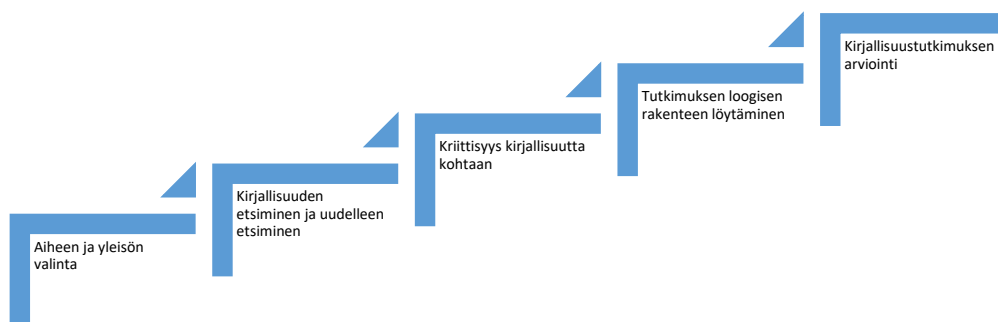 Aiheen ja yleisön
valinta
Kirjallisuuden
etsiminen ja uudelleen
etsiminen
Kriittisyys kirjallisuutta
kohtaan
Tutkimuksen loogisen
rakenteen löytäminen
Kirjallisuustutkimuksen
arviointi